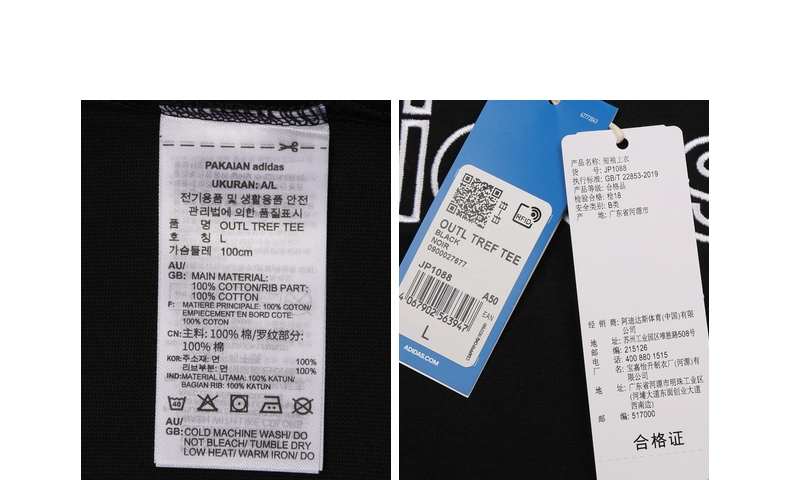 PAKAIAN adidas
UKURAN: A/L
전기용품 및 생활용품 안전
관리법에 의한 품질표시
품 명 OUTL TREF TEE
호 칭 L
가슴둘레 100cm
AU/
GB: MAIN MATERIAL:
100% COTTON/RIB PART:
100% COTTON
F: MATIERE PRINCIPALE: 100% COTON/
EMPIECEMENT EN BORD COTE:
100% COTON
CN: 主料: 100% 棉/罗纹部分:
100% 棉
KOR: 주소재: 면 100%
리브부분: 면 100%
IND: MATERIAL UTAMA: 100% KATUN/
BAGIAN RIB: 100% KATUN
40
AU/
GB: COLD MACHINE WASH/ DO
NOT BLEACH/ TUMBLE DRY
LOW HEAT/ WARM IRON/ DO
RFID
OUTL TREF TEE
BLACK
NOIR
0800027677
JP1088
A50
EAN
4 067902 563947
L
ADIDAS.COM
产品名称: 短袖上衣
货 号: JP1088
执行标准: GB/T 22853-2019
产品等级: 合格品
检验合格: 检18
安全类别: B类
产 地: 广东省河源市
经 销 商: 阿迪达斯体育(中国)有限
公司
地 址: 苏州工业园区唯胜路508号
邮 编: 215126
电 话: 400 880 1515
厂 名: 宝嘉怡升制衣厂(河源)有
限公司
地 址: 广东省河源市明珠工业区
(河埔大道东面创业大道
西南边)
邮 编: 517000
合格证